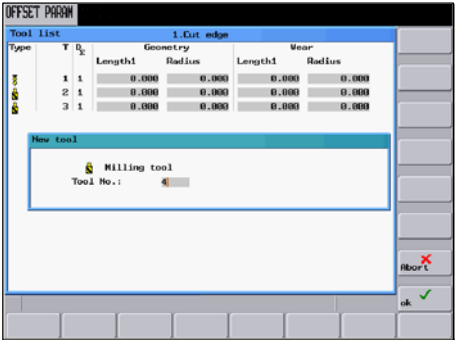 OFFSET PARAM
Tool list 1.Cut edge
Type T D Geometry Wear
Σ
Length1 Radius Length1 Radius
1 1 0.000 0.000 0.000 0.000
2 1 0.000 0.000 0.000 0.000
3 1 0.000 0.000 0.000 0.000
New tool
Milling tool
Tool No.: 4
Abort
ok